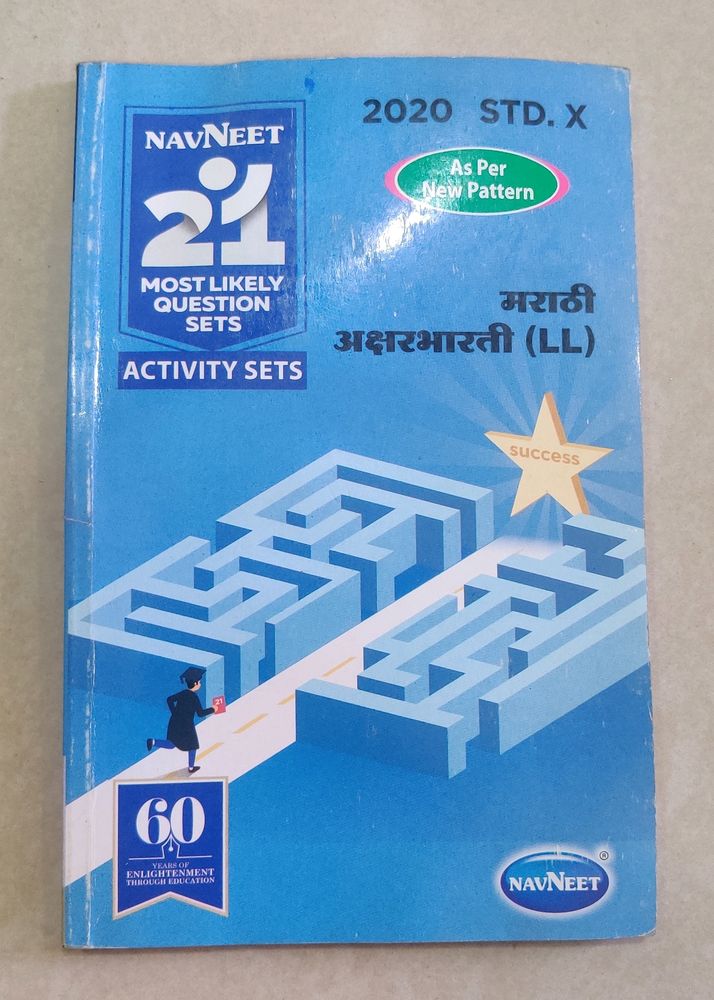 NAVNEET
21
MOST LIKELY
QUESTION
SETS
ACTIVITY SETS
2020 STD. X
As Per
New Pattern
मराठी
अक्षरभारती (LL)
success
21
60
YEARS OF
ENLIGHTENMENT
THROUGH EDUCATION
NAVNEET®